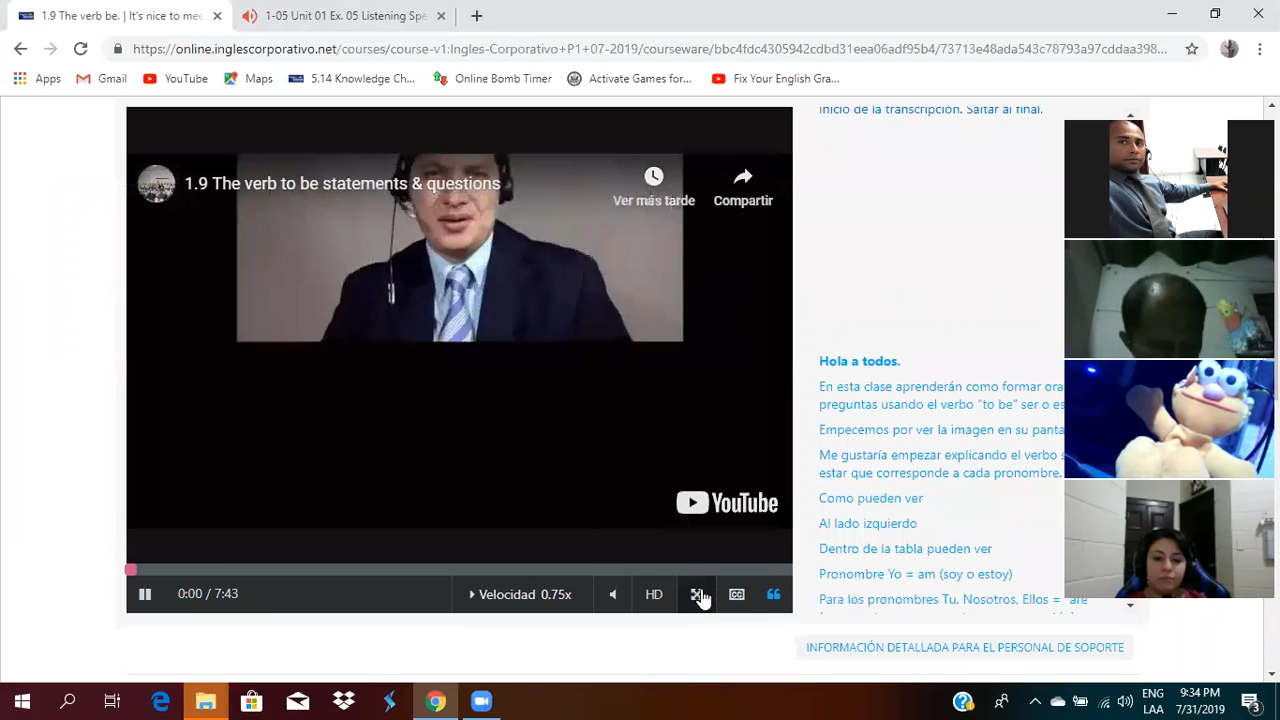 1.9 The verb be. | It's nice to mee
1-05 Unit 01 Ex. 05 Listening Spe
https://online.inglescorporativo.net/courses/course-v1:Ingles-Corporativo+P1+07-2019/courseware/bbc4fdc4305942cdbd31eea06adf95b4/73713e48ada543c78793a97cddaa398...
Apps Gmail YouTube Maps 5.14 Knowledge Ch... Online Bomb Timer Activate Games for... Fix Your English Gra...
inicio de la transcripción. Saltar al final.
1.9 The verb to be statements & questions
Ver más tarde Compartir
YouTube
0:00 / 7:43 Velocidad 0.75x HD CC
Hola a todos.
En esta clase aprenderán como formar ora
preguntas usando el verbo "to be" ser o es
Empecemos por ver la imagen en su panta
Me gustaría empezar explicando el verbo s
estar que corresponde a cada pronombre.
Como pueden ver
Al lado izquierdo
Dentro de la tabla pueden ver
Pronombre Yo = am (soy o estoy)
Para los pronombres Tu, Nosotros, Ellos = are
INFORMACIÓN DETALLADA PARA EL PERSONAL DE SOPORTE
ENG 9:34 PM
LAA 7/31/2019 3